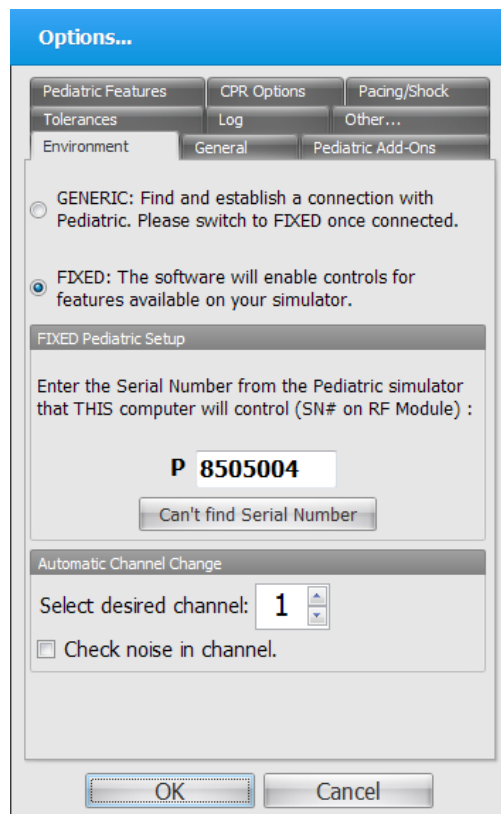 Options...
Pediatric Features CPR Options Pacing/Shock
Tolerances Log Other...
Environment General Pediatric Add-Ons
GENERIC: Find and establish a connection with
Pediatric. Please switch to FIXED once connected.
FIXED: The software will enable controls for
features available on your simulator.
FIXED Pediatric Setup
Enter the Serial Number from the Pediatric simulator
that THIS computer will control (SN# on RF Module) :
P 8505004
Can't find Serial Number
Automatic Channel Change
Select desired channel: 1
Check noise in channel.
OK Cancel